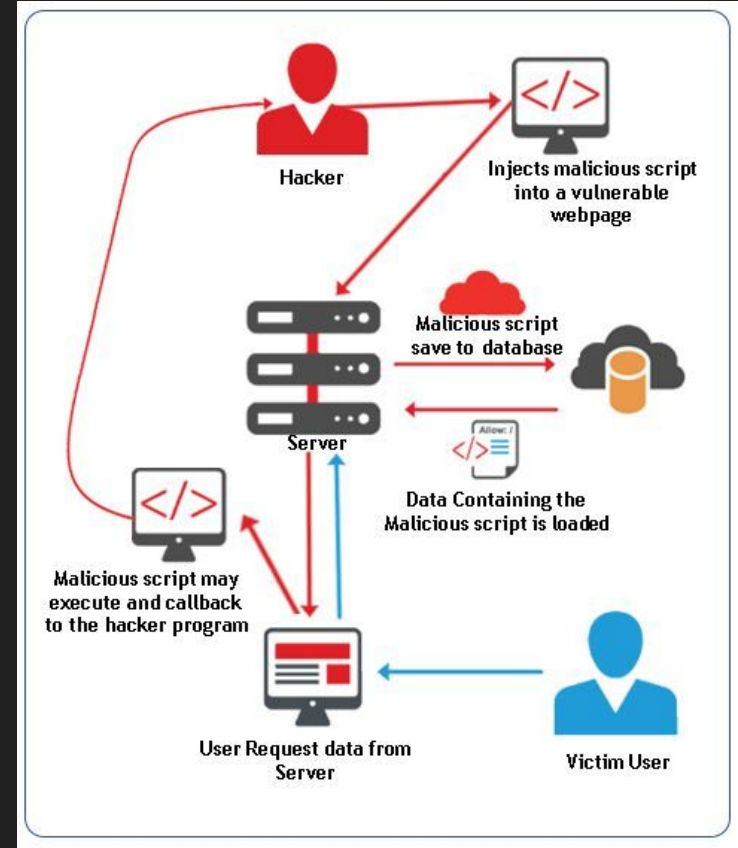 Hacker
</>
Injects malicious script
into a vulnerable
webpage
Malicious script
save to database
Server
Allow: /
</>
Data Containing the
Malicious script is loaded
</>
Malicious script may
execute and callback
to the hacker program
User Request data from
Server
Victim User